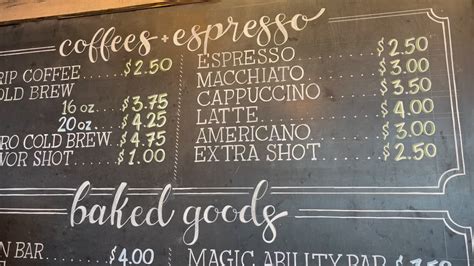 coffees + espresso
RIP COFFEE $2.50
OLD BREW
16 oz. $3.75
20 oz. $4.25
RO COLD BREW. $4.75
VOR SHOT $1.00
ESPRESSO $2.50
MACCHIATO $3.00
CAPPUCCINO $3.50
LATTE $4.00
AMERICANO $3.00
EXTRA SHOT $2.50
baked goods
N BAR $4.00
MAGIC ABILITY BAR